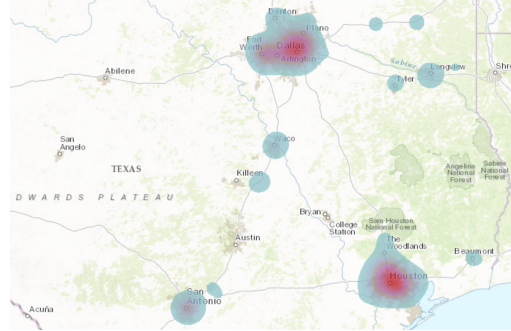 Denton
Plano
Fort
Worth
Dallas
Arlington
Abilene
Sabine
Longview
Tyler
Waco
San
Angelo
TEXAS
Killeen
Angelina
National
Forest
Sabine
National
Forest
DWARDS PLATEAU
Bryan
College
Station
Sam Houston
National Forest
Austin
The
Woodlands
Beaumont
Houston
San
Antonio
Acuña